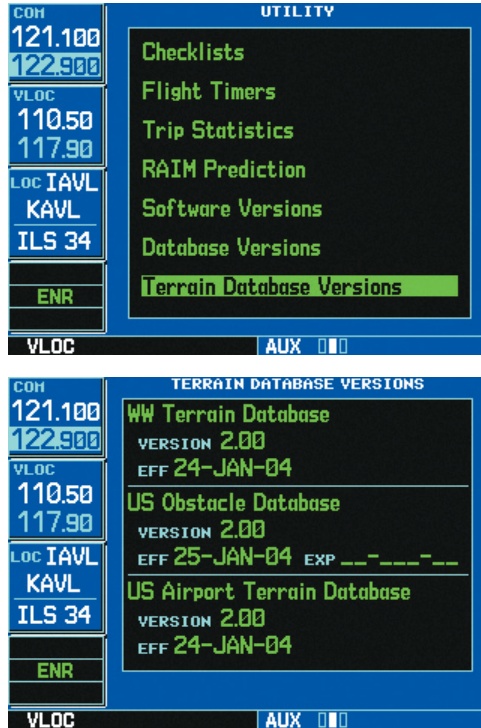 COM
121.100
122.900
VLOC
110.50
117.90
LOC IAVL
KAVL
ILS 34
ENR
VLOC
UTILITY
Checklists
Flight Timers
Trip Statistics
RAIM Prediction
Software Versions
Database Versions
Terrain Database Versions
AUX
COM
121.100
122.900
VLOC
110.50
117.90
LOC IAVL
KAVL
ILS 34
ENR
VLOC
TERRAIN DATABASE VERSIONS
WW Terrain Database
VERSION 2.00
EFF 24-JAN-04
US Obstacle Database
VERSION 2.00
EFF 25-JAN-04 EXP __-___-__
US Airport Terrain Database
VERSION 2.00
EFF 24-JAN-04
AUX